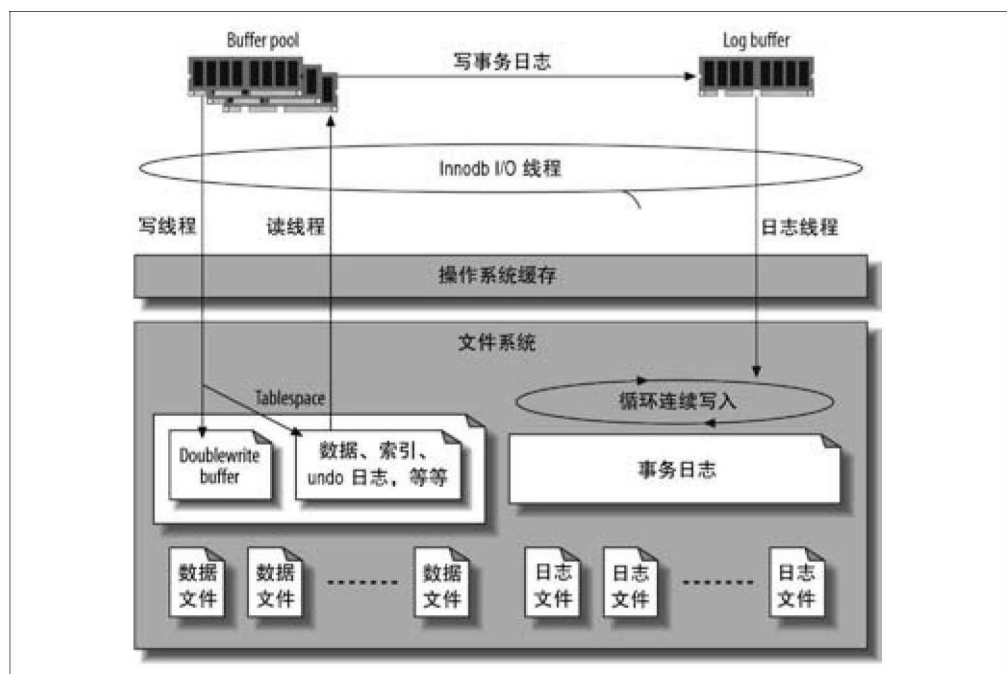 Buffer pool
Log buffer
写事务日志
Innodb I/O 线程
写线程
读线程
日志线程
操作系统缓存
文件系统
Tablespace
循环连续写入
Doublewrite
buffer
数据、索引、
undo 日志，等等
事务日志
数据
文件
数据
文件
数据
文件
日志
文件
日志
文件
日志
文件